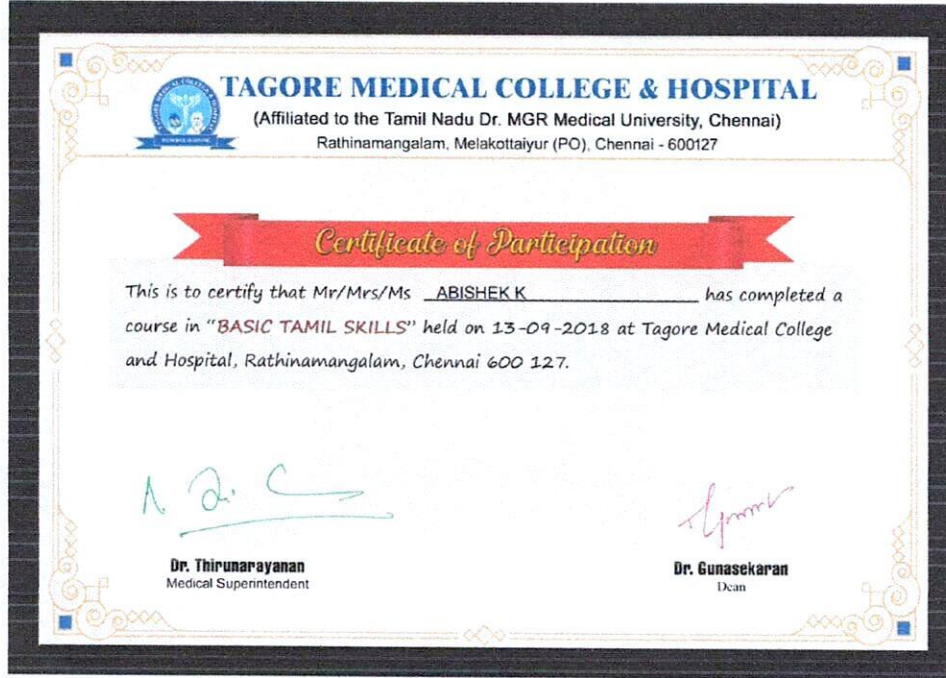 TAGORE MEDICAL COLLEGE & HOSPITAL
(Affiliated to the Tamil Nadu Dr. MGR Medical University, Chennai)
Rathinamangalam, Melakottaiyur (PO), Chennai - 600127
Certificate of Participation
This is to certify that Mr/Mrs/Ms ABISHEK K has completed a
course in "BASIC TAMIL SKILLS" held on 13-09-2018 at Tagore Medical College
and Hospital, Rathinamangalam, Chennai 600 127.
Dr. Thirunarayanan
Medical Superintendent
Dr. Gunasekaran
Dean